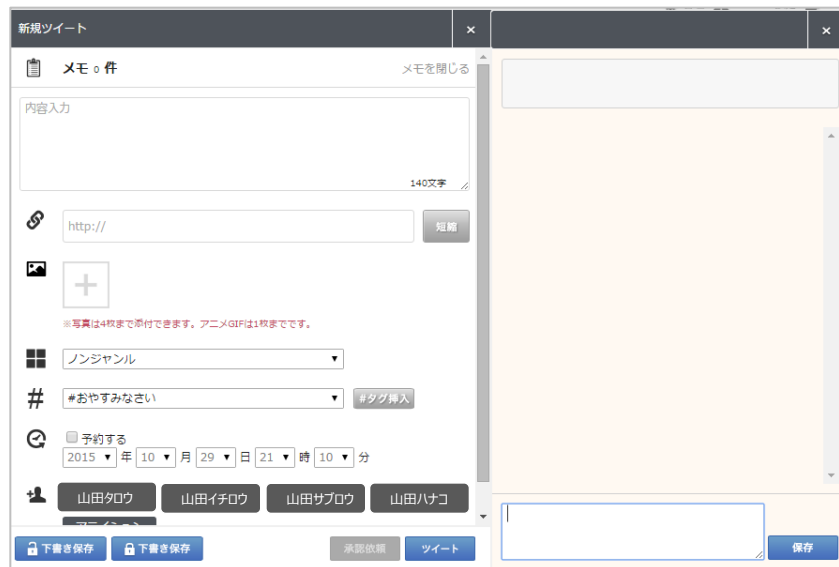 新規ツイート ×
×
メモ 0 件 メモを閉じる
内容入力
140文字
http:// 短縮
※写真は4枚まで添付できます。アニメGIFは1枚までです。
ノンジャンル
#おやすみなさい #タグ挿入
予約する
2015 年 10 月 29 日 21 時 10 分
山田タロウ 山田イチロウ 山田サブロウ 山田ハナコ
下書き保存 下書き保存 承認依頼 ツイート
保存